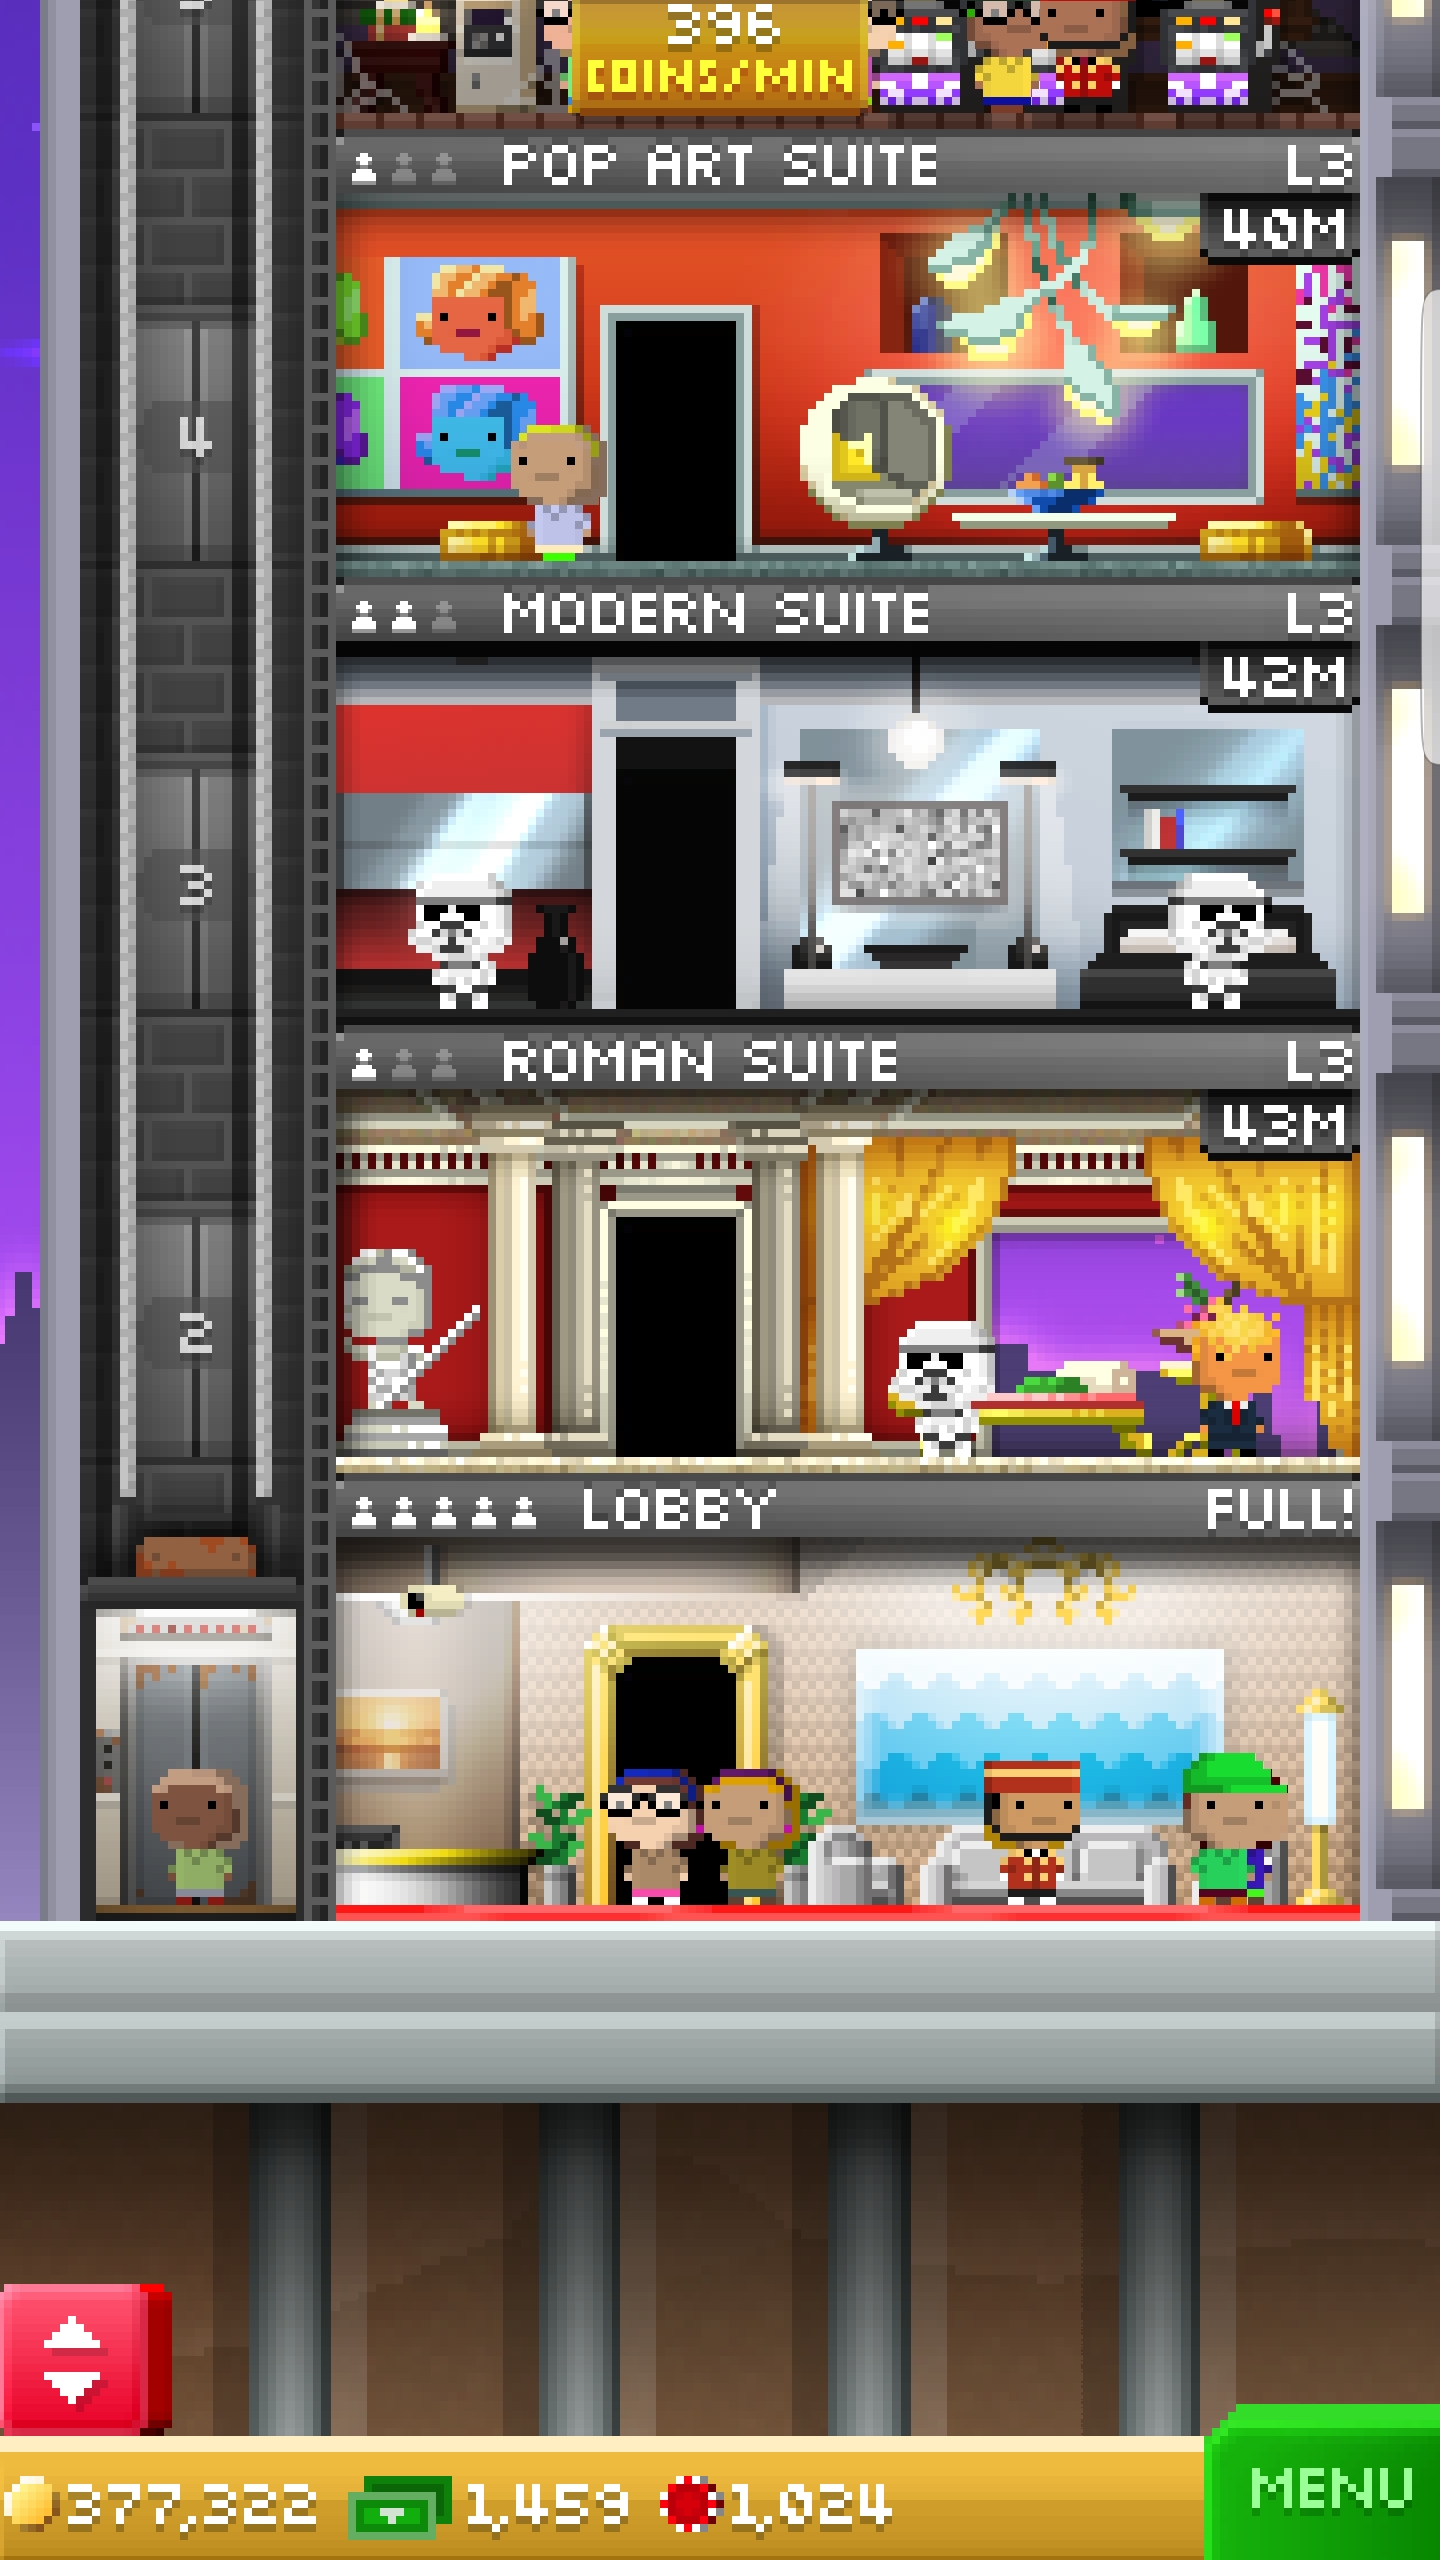 396
COINS/MIN
POP ART SUITE L3
40M
4
MODERN SUITE L3
42M
3
ROMAN SUITE L3
43M
2
LOBBY FULL!
377,322 1,459 1,024 MENU